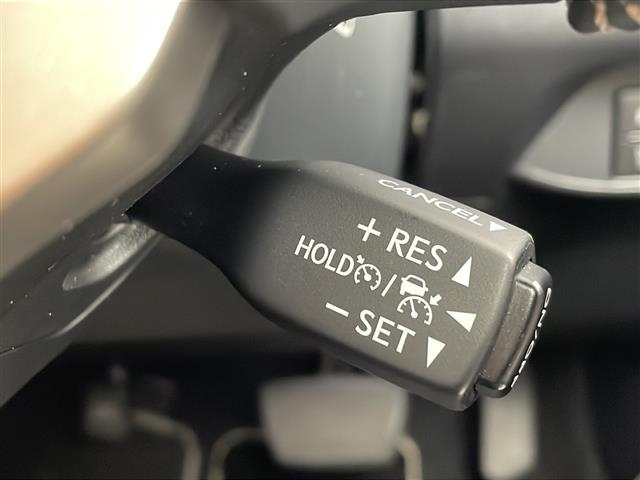 CANCEL▼
+ RES ▲
HOLD / ◀
− SET ▼